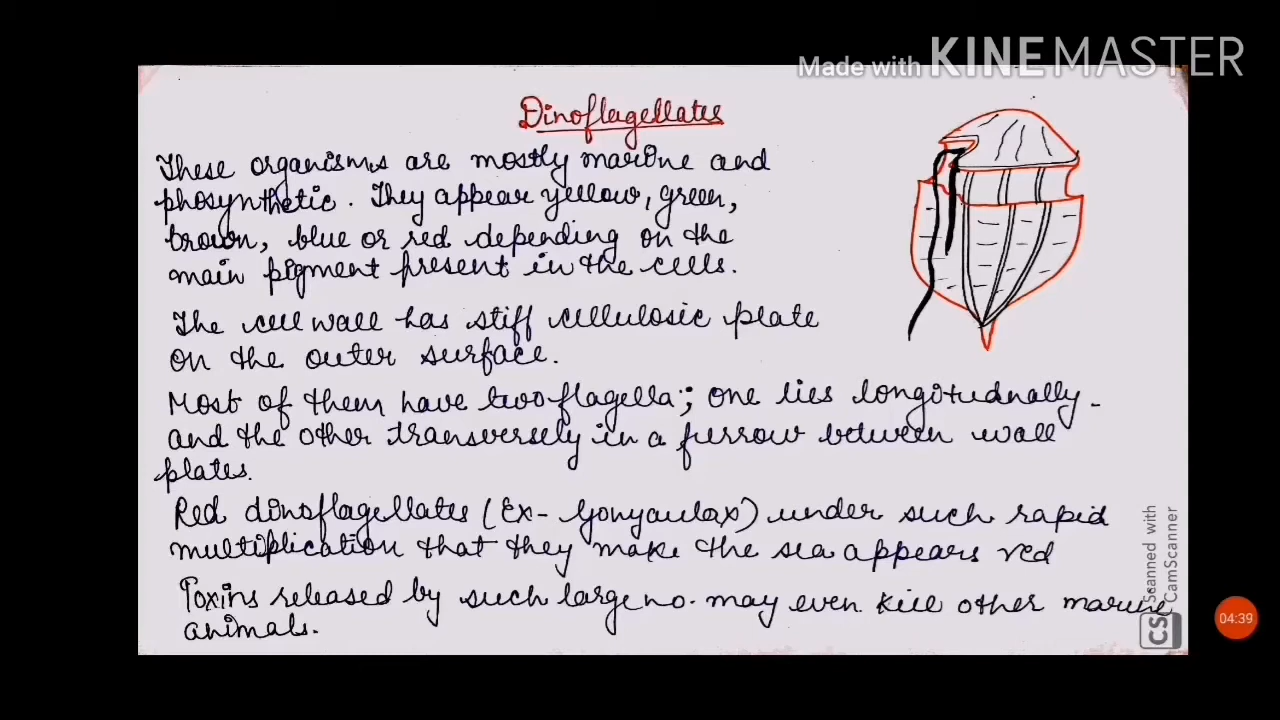 Made with KINEMASTER
Dinoflagellates
These organisms are mostly marine and
phosynthetic. They appear yellow, green,
brown, blue or red depending on the
main pigment present in the cells.
The cell wall has stiff cellulosic plate
on the outer surface.
Most of them have two flagella; one lies longitudnally
and the other transversely in a furrow between wall
plates.
Red dinoflagellates (Ex- Gonyaulax) under such rapid
multiplication that they make the sea appears red
Toxins released by such large no. may even kill other marine
animals.
Scanned with
CamScanner
CS
04:39